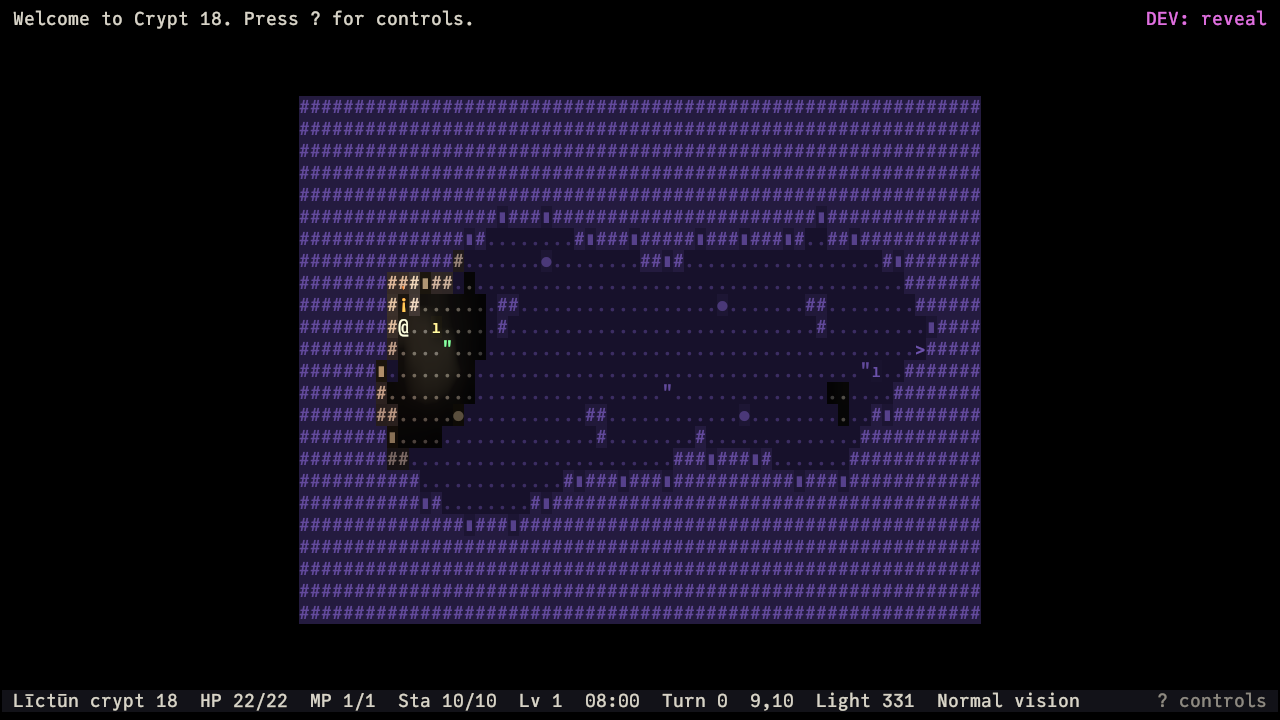 Welcome to Crypt 18. Press ? for controls.
DEV: reveal
Līctūn crypt 18 HP 22/22 MP 1/1 Sta 10/10 Lv 1 08:00 Turn 0 9,10 Light 331 Normal vision ? controls